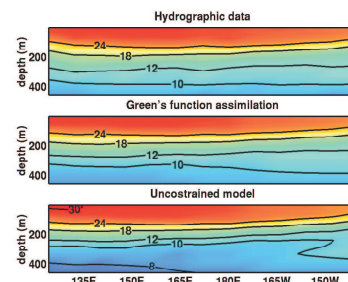 Hydrographic data
depth (m)
200
400
24
18
12
10
Green's function assimilation
depth (m)
200
400
24
18
12
10
Uncostrained model
depth (m)
200
400
30
24
18
12
10
8
135E 150E 165E 180E 165W 150W